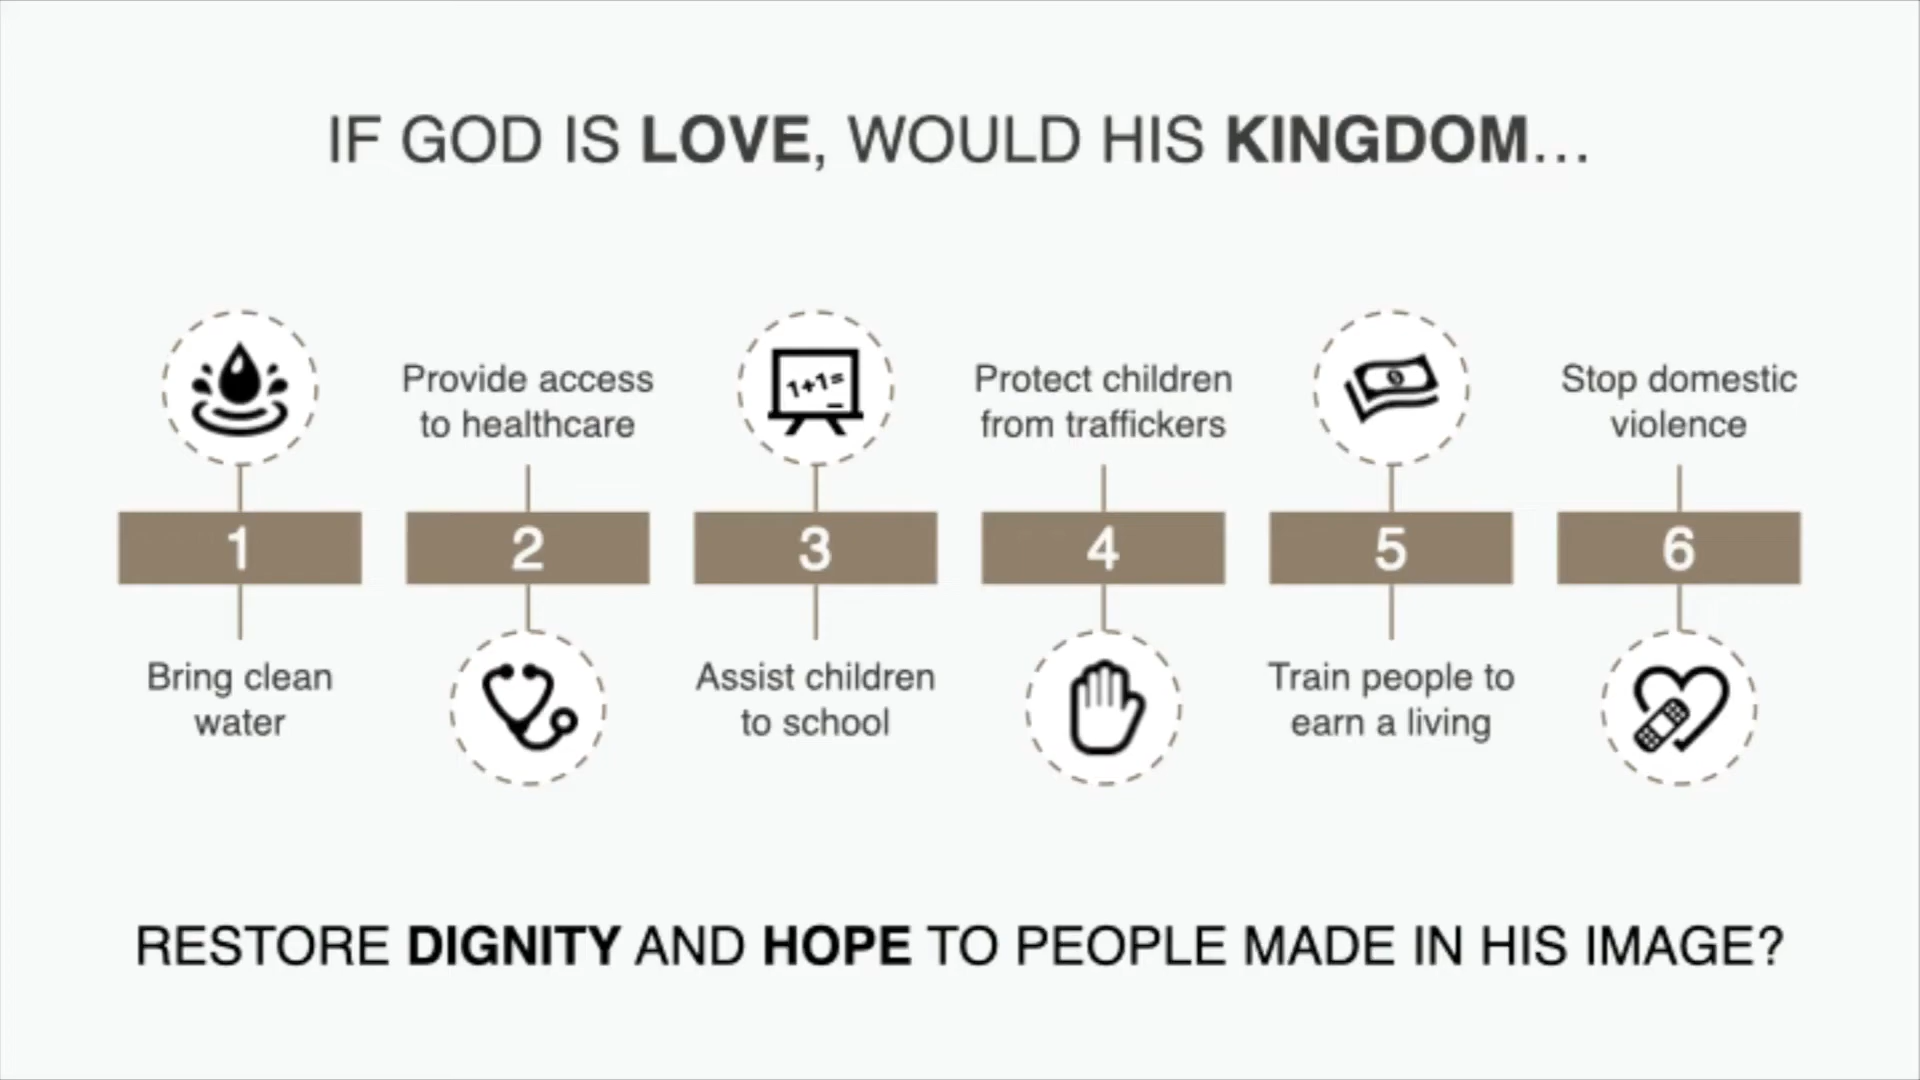 IF GOD IS LOVE, WOULD HIS KINGDOM...
1
Bring clean
water
Provide access
to healthcare
2
1+1=
3
Assist children
to school
Protect children
from traffickers
4
5
Train people to
earn a living
Stop domestic
violence
6
RESTORE DIGNITY AND HOPE TO PEOPLE MADE IN HIS IMAGE?